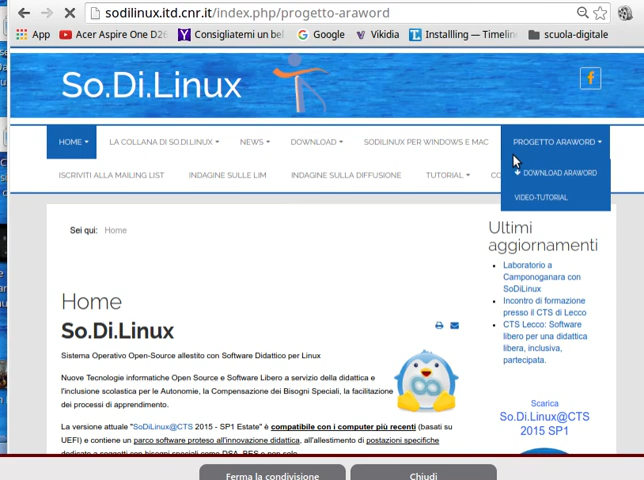 sodilinux.itd.cnr.it/index.php/progetto-araword
App
Acer Aspire One D2
Consigliatemi un bel
Google
Vikidia
Installling — Timeline
scuola-digitale
So.Di.Linux
HOME
LA COLLANA DI SO.DI.LINUX
NEWS
DOWNLOAD
SODILINUX PER WINDOWS E MAC
PROGETTO ARAWORD
ISCRIVITI ALLA MAILING LIST
INDAGINE SULLE LIM
INDAGINE SULLA DIFFUSIONE
TUTORIAL
CO
DOWNLOAD ARAWORD
VIDEO-TUTORIAL
Sei qui: Home
Ultimi
aggiornamenti
Laboratorio a
Camponogara con
SoDiLinux
Incontro di formazione
presso il CTS di Lecco
CTS Lecco: Software
libero per una didattica
libera, inclusiva,
partecipata.
Home
So.Di.Linux
Sistema Operativo Open-Source allestito con Software Didattico per Linux
Nuove Tecnologie informatiche Open Source e Software Libero a servizio della didattica e
l'inclusione scolastica per le Autonomie, la Compensazione dei Bisogni Speciali, la facilitazione
dei processi di apprendimento.
La versione attuale "SoDiLinux@CTS 2015 - SP1 Estate" è compatibile con i computer più recenti (basati su
UEFI) e contiene un parco software proteso all'innovazione didattica, all'allestimento di postazioni specifiche
Scarica
So.Di.Linux@CTS
2015 SP1
Ferma la condivisione
Chiudi